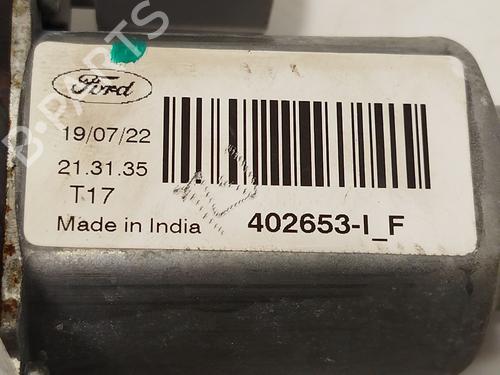 Ford
19/07/22
21.31.35
T17
Made in India
402653-I_F
B-PARTS